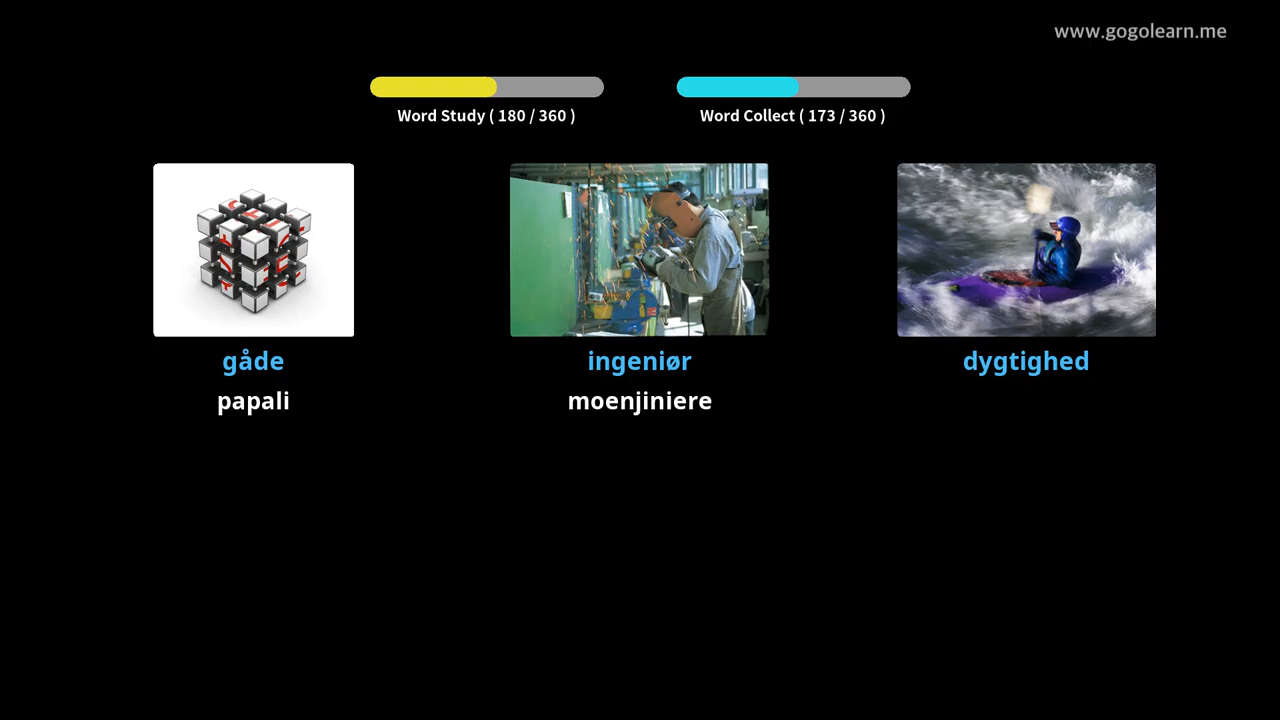 www.gogolearn.me
Word Study ( 180 / 360 )
Word Collect ( 173 / 360 )
gåde
ingeniør
dygtighed
papali
moenjiniere